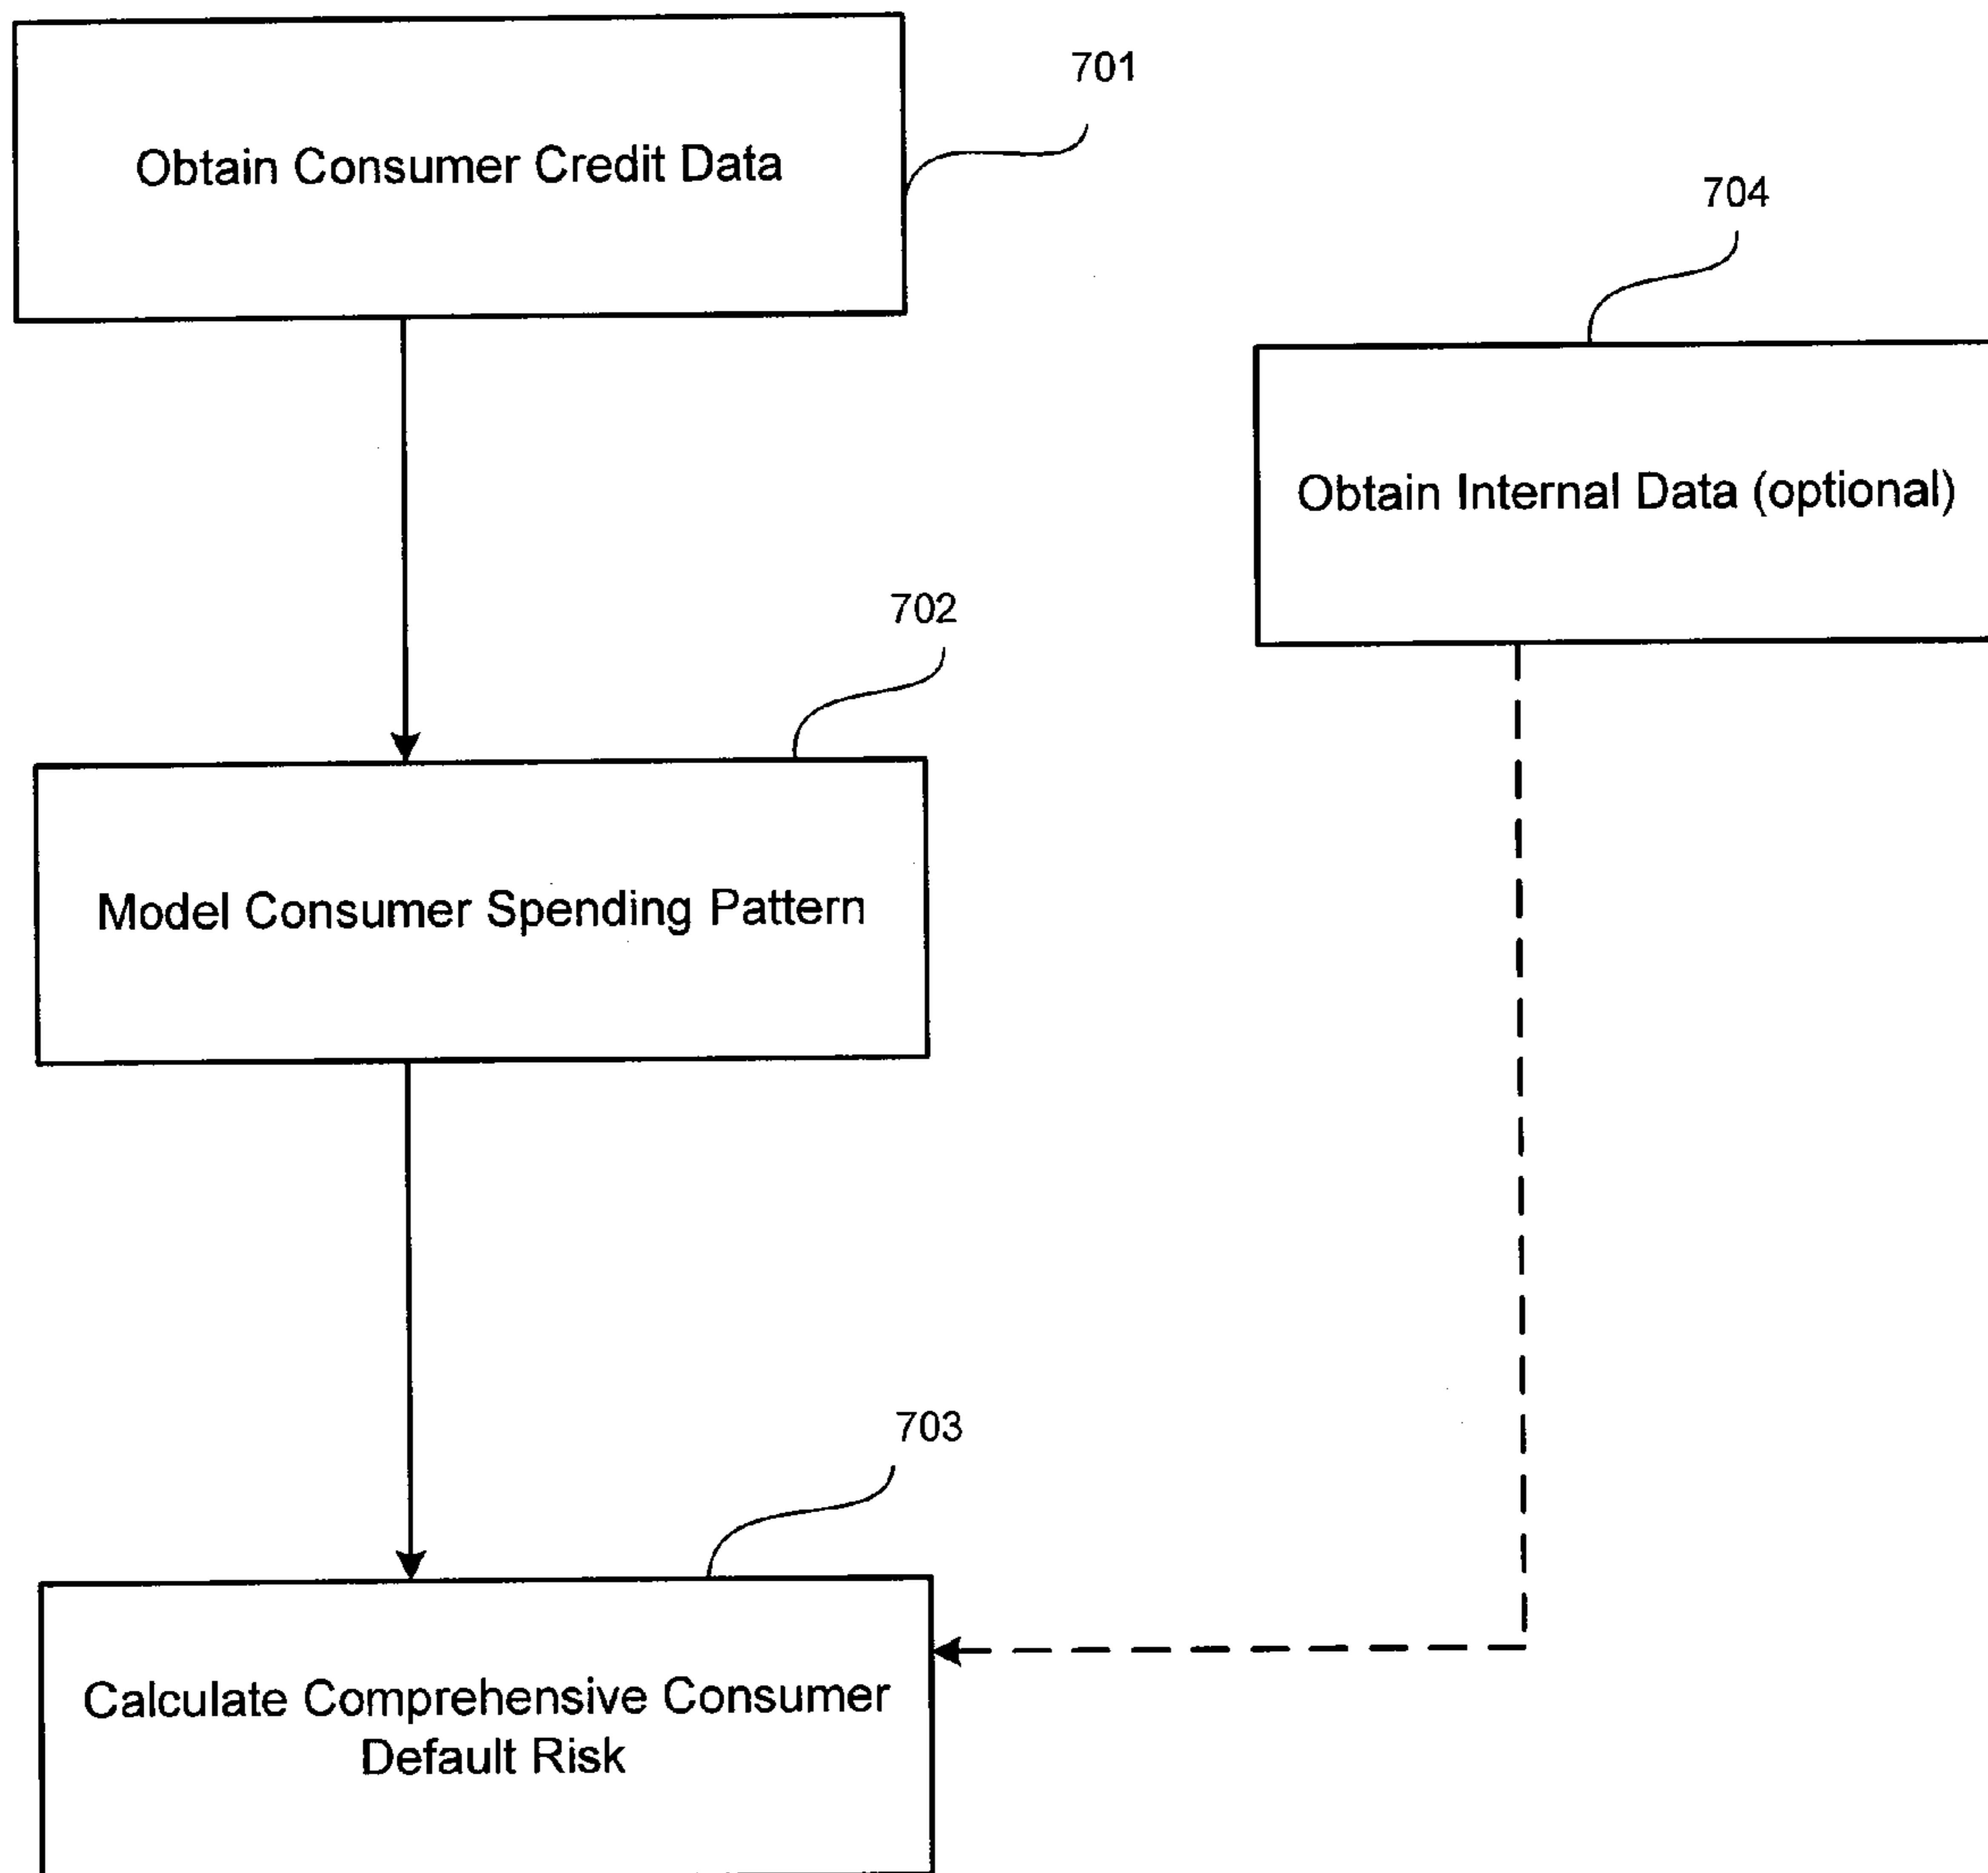 701
Obtain Consumer Credit Data
704
Obtain Internal Data (optional)
702
Model Consumer Spending Pattern
703
Calculate Comprehensive Consumer
Default Risk